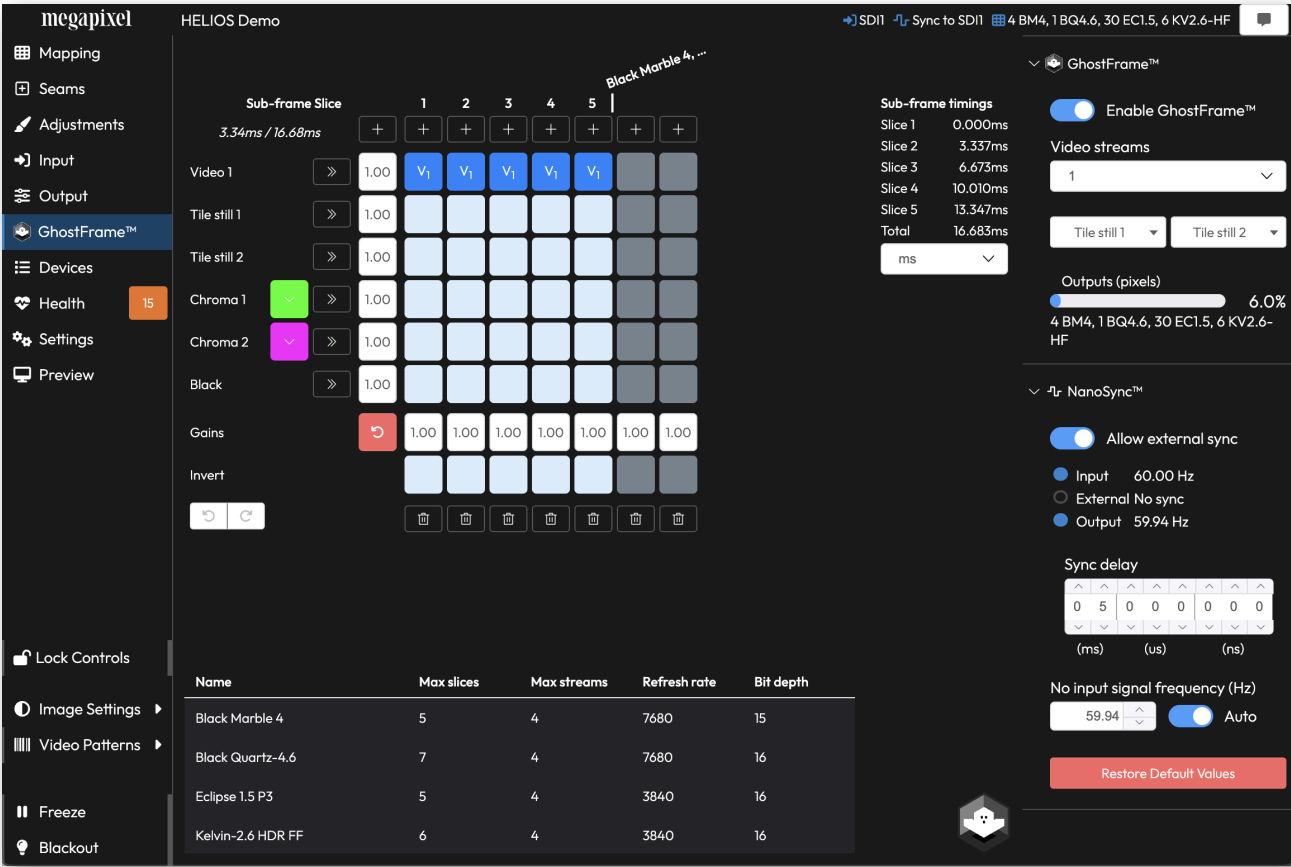 megapixel
HELIOS Demo
SDI1 Sync to SDI1 4 BM4, 1 BQ4.6, 30 EC1.5, 6 KV2.6-HF
Mapping
Seams
Adjustments
Input
Output
GhostFrame™
Devices
Health 15
Settings
Preview
Lock Controls
Image Settings
Video Patterns
Freeze
Blackout
Black Marble 4, ...
Sub-frame Slice 1 2 3 4 5
3.34ms / 16.68ms + + + + + + + +
Video 1 1.00 V1 V1 V1 V1 V1
Tile still 1 1.00
Tile still 2 1.00
Chroma 1 1.00
Chroma 2 1.00
Black 1.00
Gains 1.00 1.00 1.00 1.00 1.00 1.00 1.00
Invert
Sub-frame timings
Slice 1 0.000ms
Slice 2 3.337ms
Slice 3 6.673ms
Slice 4 10.010ms
Slice 5 13.347ms
Total 16.683ms
ms
Name Max slices Max streams Refresh rate Bit depth
Black Marble 4 5 4 7680 15
Black Quartz-4.6 7 4 7680 16
Eclipse 1.5 P3 5 4 3840 16
Kelvin-2.6 HDR FF 6 4 3840 16
GhostFrame™
Enable GhostFrame™
Video streams
1
Tile still 1 Tile still 2
Outputs (pixels)
6.0%
4 BM4, 1 BQ4.6, 30 EC1.5, 6 KV2.6-
HF
NanoSync™
Allow external sync
Input 60.00 Hz
External No sync
Output 59.94 Hz
Sync delay
0 5 0 0 0 0 0 0
(ms) (us) (ns)
No input signal frequency (Hz)
59.94 Auto
Restore Default Values